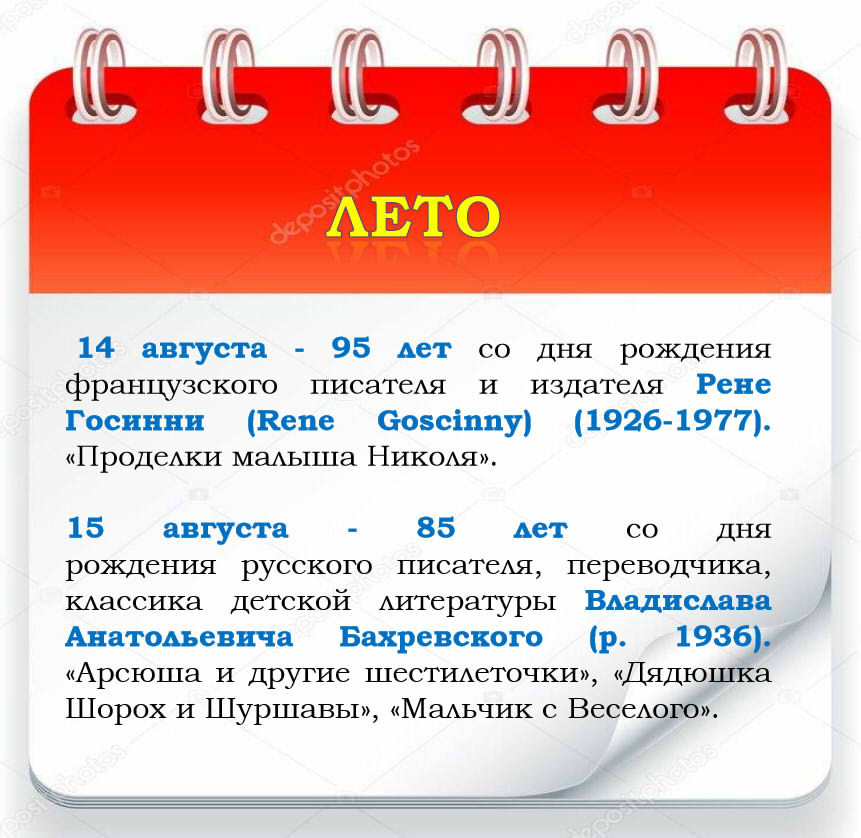 ЛЕТО
14 августа - 95 лет со дня рождения
французского писателя и издателя Рене
Госинни (Rene Goscinny) (1926-1977).
«Проделки малыша Николя».
15 августа - 85 лет со дня
рождения русского писателя, переводчика,
классика детской литературы Владислава
Анатольевича Бахревского (р. 1936).
«Арсюша и другие шестилеточки», «Дядюшка
Шорох и Шуршавы», «Мальчик с Веселого».
depositphotos